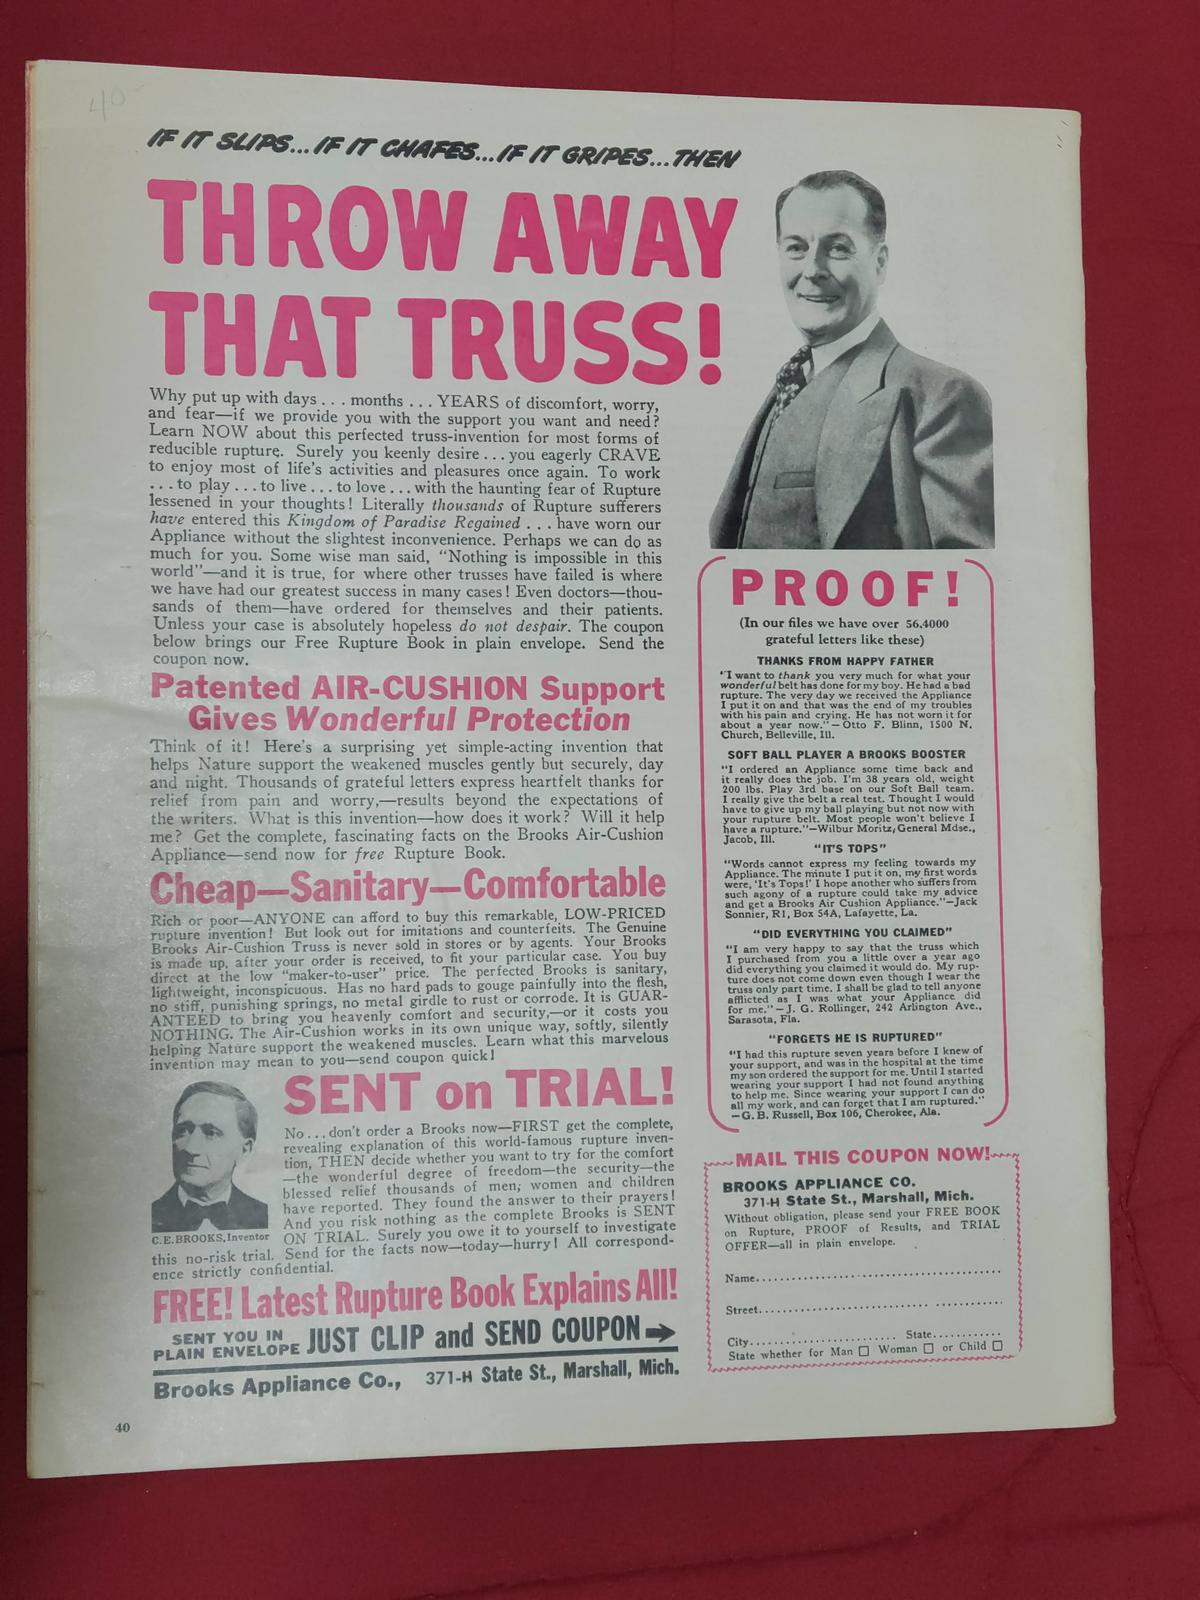 40-
IF IT SLIPS...IF IT CHAFES...IF IT GRIPES...THEN
THROW AWAY
THAT TRUSS!
Why put up with days . . . months . . . YEARS of discomfort, worry,
and fear—if we provide you with the support you want and need?
Learn NOW about this perfected truss-invention for most forms of
reducible rupture. Surely you keenly desire . . . you eagerly CRAVE
to enjoy most of life's activities and pleasures once again. To work
. . . to play . . . to live . . . to love . . . with the haunting fear of Rupture
lessened in your thoughts! Literally thousands of Rupture sufferers
have entered this Kingdom of Paradise Regained . . . have worn our
Appliance without the slightest inconvenience. Perhaps we can do as
much for you. Some wise man said, "Nothing is impossible in this
world"—and it is true, for where other trusses have failed is where
we have had our greatest success in many cases! Even doctors—thou-
sands of them—have ordered for themselves and their patients.
Unless your case is absolutely hopeless do not despair. The coupon
below brings our Free Rupture Book in plain envelope. Send the
coupon now.
Patented AIR-CUSHION Support
Gives Wonderful Protection
Think of it! Here's a surprising yet simple-acting invention that
helps Nature support the weakened muscles gently but securely, day
and night. Thousands of grateful letters express heartfelt thanks for
relief from pain and worry,—results beyond the expectations of
the writers. What is this invention—how does it work? Will it help
me? Get the complete, fascinating facts on the Brooks Air-Cushion
Appliance—send now for free Rupture Book.
Cheap—Sanitary—Comfortable
Rich or poor—ANYONE can afford to buy this remarkable, LOW-PRICED
rupture invention! But look out for imitations and counterfeits. The Genuine
Brooks Air-Cushion Truss is never sold in stores or by agents. Your Brooks
is made up, after your order is received, to fit your particular case. You buy
direct at the low "maker-to-user" price. The perfected Brooks is sanitary,
lightweight, inconspicuous. Has no hard pads to gouge painfully into the flesh,
no stiff, punishing springs, no metal girdle to rust or corrode. It is GUAR-
ANTEED to bring you heavenly comfort and security,—or it costs you
NOTHING. The Air-Cushion works in its own unique way, softly, silently
helping Nature support the weakened muscles. Learn what this marvelous
invention may mean to you—send coupon quick!
SENT on TRIAL!
No . . . don't order a Brooks now—FIRST get the complete,
revealing explanation of this world-famous rupture inven-
tion, THEN decide whether you want to try for the comfort
—the wonderful degree of freedom—the security—the
blessed relief thousands of men, women and children
have reported. They found the answer to their prayers!
And you risk nothing as the complete Brooks is SENT
C. E. BROOKS, Inventor
ON TRIAL. Surely you owe it to yourself to investigate
this no-risk trial. Send for the facts now—today—hurry! All correspond-
ence strictly confidential.
FREE! Latest Rupture Book Explains All!
SENT YOU IN
PLAIN ENVELOPE - JUST CLIP and SEND COUPON
Brooks Appliance Co., 371-H State St., Marshall, Mich.
40
PROOF!
(In our files we have over 56,4000
grateful letters like these)
THANKS FROM HAPPY FATHER
"I want to thank you very much for what your
wonderful belt has done for my boy. He had a bad
rupture. The very day we received the Appliance
I put it on and that was the end of my troubles
with his pain and crying. He has not worn it for
about a year now."—Otto F. Blinn, 1500 N.
Church, Belleville, Ill.
SOFT BALL PLAYER A BROOKS BOOSTER
"I ordered an Appliance some time back and
it really does the job. I'm 38 years old, weight
200 lbs. Play 3rd base on our Soft Ball team.
I really give the belt a real test. Thought I would
have to give up my ball playing but not now with
your rupture belt. Most people won't believe I
have a rupture."—Wilbur Moritz, General Mdse.,
Jacob, Ill.
"IT'S TOPS"
"Words cannot express my feeling towards my
Appliance. The minute I put it on, my first words
were, 'It's Tops!' I hope another who suffers from
such agony of a rupture could take my advice
and get a Brooks Air Cushion Appliance."—Jack
Sonnier, R1, Box 54A, Lafayette, La.
"DID EVERYTHING YOU CLAIMED"
"I am very happy to say that the truss which
I purchased from you a little over a year ago
did everything you claimed it would do. My rup-
ture does not come down even though I wear the
truss only part time. I shall be glad to tell anyone
afflicted as I was what your Appliance did
for me."—J. G. Rollinger, 242 Arlington Ave.,
Sarasota, Fla.
"FORGETS HE IS RUPTURED"
"I had this rupture seven years before I knew of
your support, and was in the hospital at the time
my son ordered the support for me. Until I started
wearing your support I had not found anything
to help me. Since wearing your support I can do
all my work, and can forget that I am ruptured."
—G. B. Russell, Box 106, Cherokee, Ala.
MAIL THIS COUPON NOW!
BROOKS APPLIANCE CO.
371-H State St., Marshall, Mich.
Without obligation, please send your FREE BOOK
on Rupture, PROOF of Results, and TRIAL
OFFER—all in plain envelope.
Name
Street
City State
State whether for Man □ Woman □ or Child □